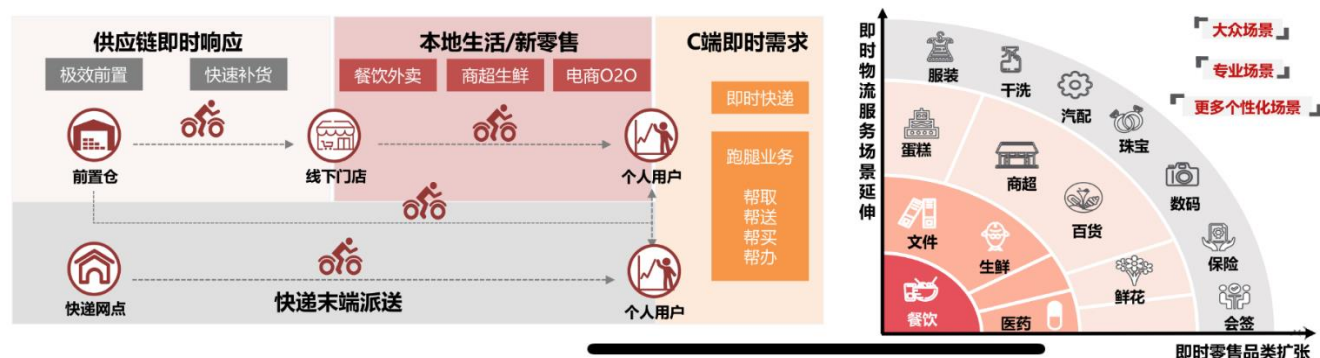 供应链即时响应
极效前置
快速补货
前置仓
线下门店
本地生活/新零售
餐饮外卖
商超生鲜
电商O2O
个人用户
C端即时需求
即时快递
跑腿业务
帮取
帮送
帮买
帮办
快递网点
快递末端派送
个人用户
即时物流服务场景延伸
大众场景
专业场景
更多个性化场景
服装
干洗
汽配
珠宝
数码
保险
会签
蛋糕
商超
百货
鲜花
文件
生鲜
医药
餐饮
...
即时零售品类扩张